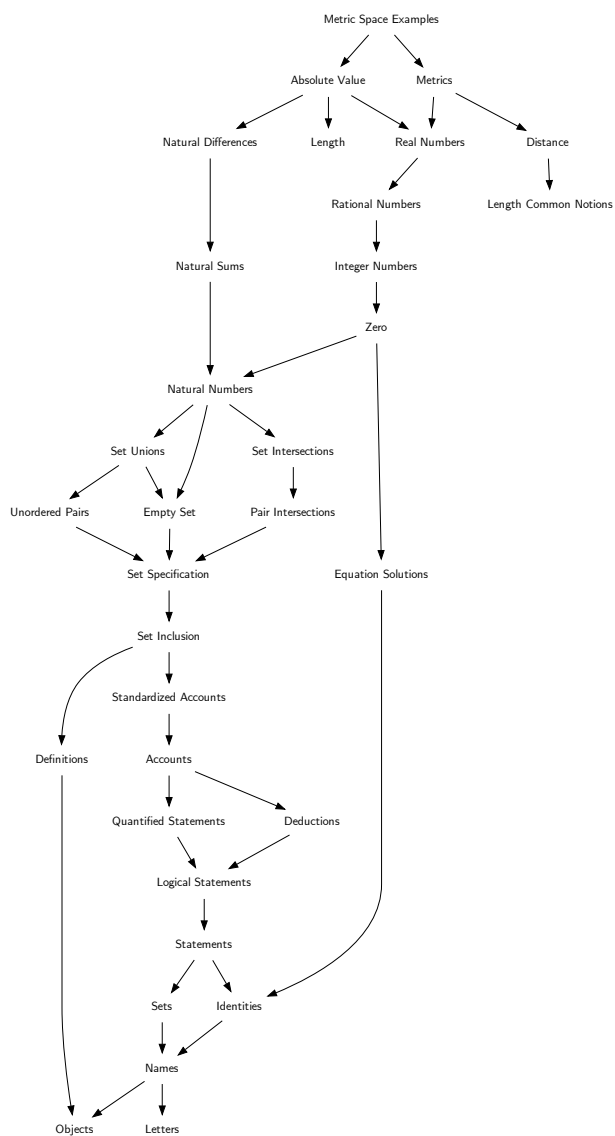 Metric Space Examples
Absolute Value
Metrics
Natural Differences
Length
Real Numbers
Distance
Rational Numbers
Length Common Notions
Natural Sums
Integer Numbers
Zero
Natural Numbers
Set Unions
Set Intersections
Unordered Pairs
Empty Set
Pair Intersections
Set Specification
Equation Solutions
Set Inclusion
Standardized Accounts
Definitions
Accounts
Quantified Statements
Deductions
Logical Statements
Statements
Sets
Identities
Names
Objects
Letters